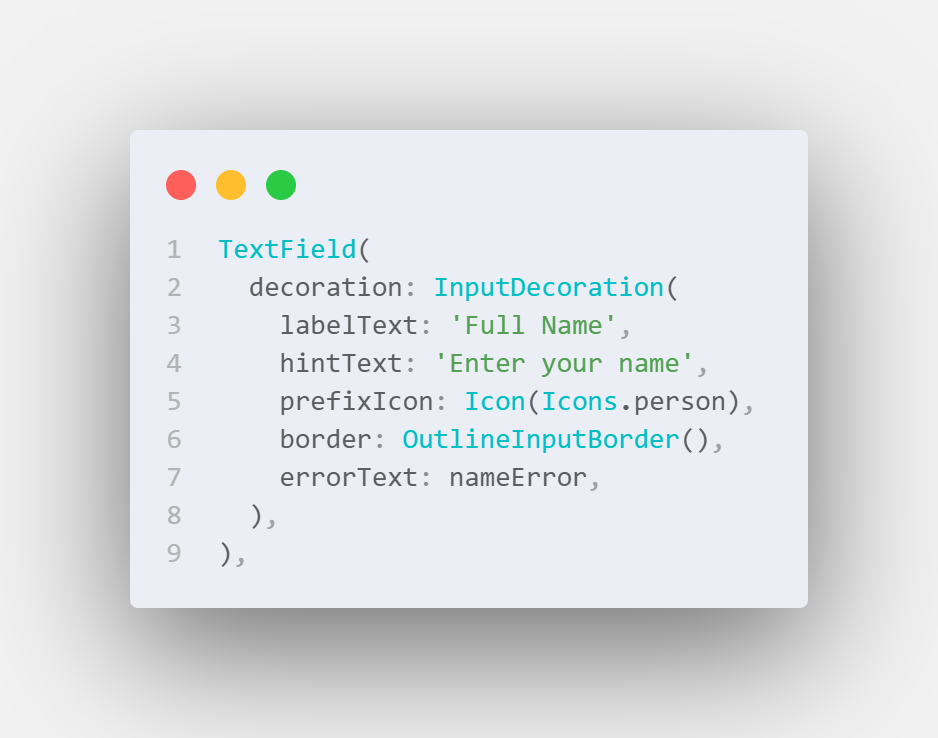 1 TextField(
2   decoration: InputDecoration(
3     labelText: 'Full Name',
4     hintText: 'Enter your name',
5     prefixIcon: Icon(Icons.person),
6     border: OutlineInputBorder(),
7     errorText: nameError,
8   ),
9 ),